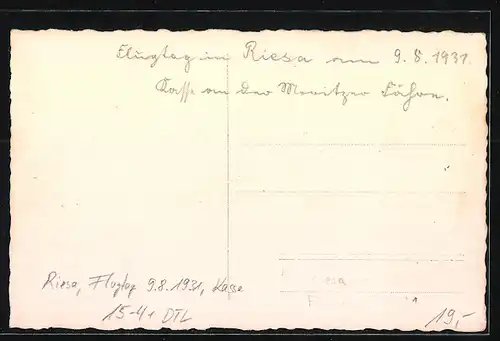 Flugtag in Riesa am 9.8.1931.
Kasse an der Moritzer Fähre.
Riesa, Flugtag 9.8.1931, Kasse
15-4+ DTL
19,-